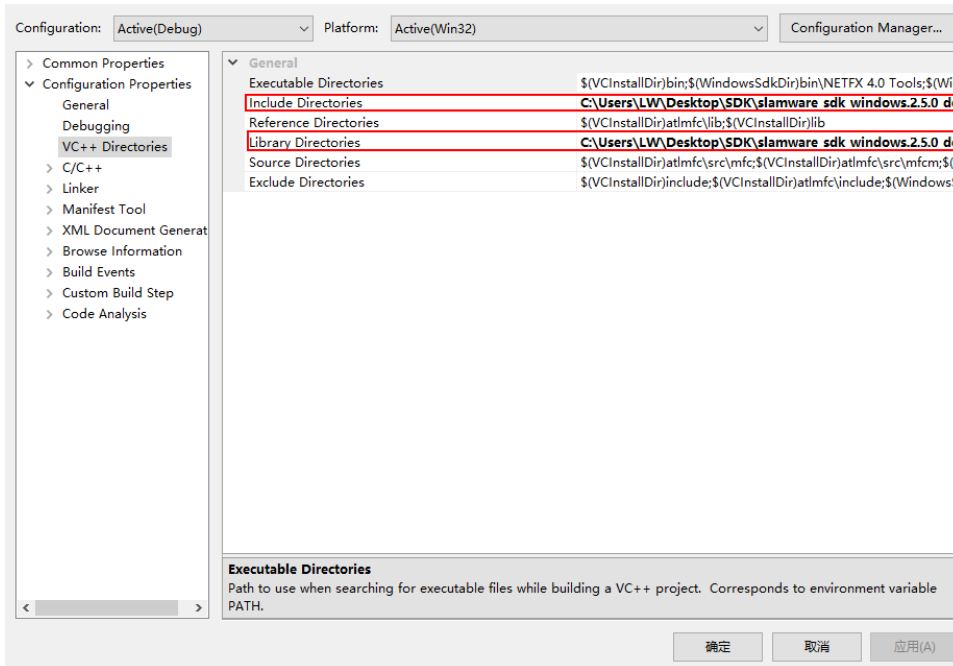 Configuration: Active(Debug) Platform: Active(Win32) Configuration Manager...
Common Properties
Configuration Properties
General
Debugging
VC++ Directories
C/C++
Linker
Manifest Tool
XML Document Generat
Browse Information
Build Events
Custom Build Step
Code Analysis
General
Executable Directories $(VCInstallDir)bin;$(WindowsSdkDir)bin\NETFX 4.0 Tools;$(Wi
Include Directories C:\Users\LW\Desktop\SDK\slamware sdk windows.2.5.0 d
Reference Directories $(VCInstallDir)atlmfc\lib;$(VCInstallDir)lib
Library Directories C:\Users\LW\Desktop\SDK\slamware sdk windows.2.5.0 d
Source Directories $(VCInstallDir)atlmfc\src\mfc;$(VCInstallDir)atlmfc\src\mfcm;$(
Exclude Directories $(VCInstallDir)include;$(VCInstallDir)atlmfc\include;$(Windows
Executable Directories
Path to use when searching for executable files while building a VC++ project. Corresponds to environment variable
PATH.
确定 取消 应用(A)